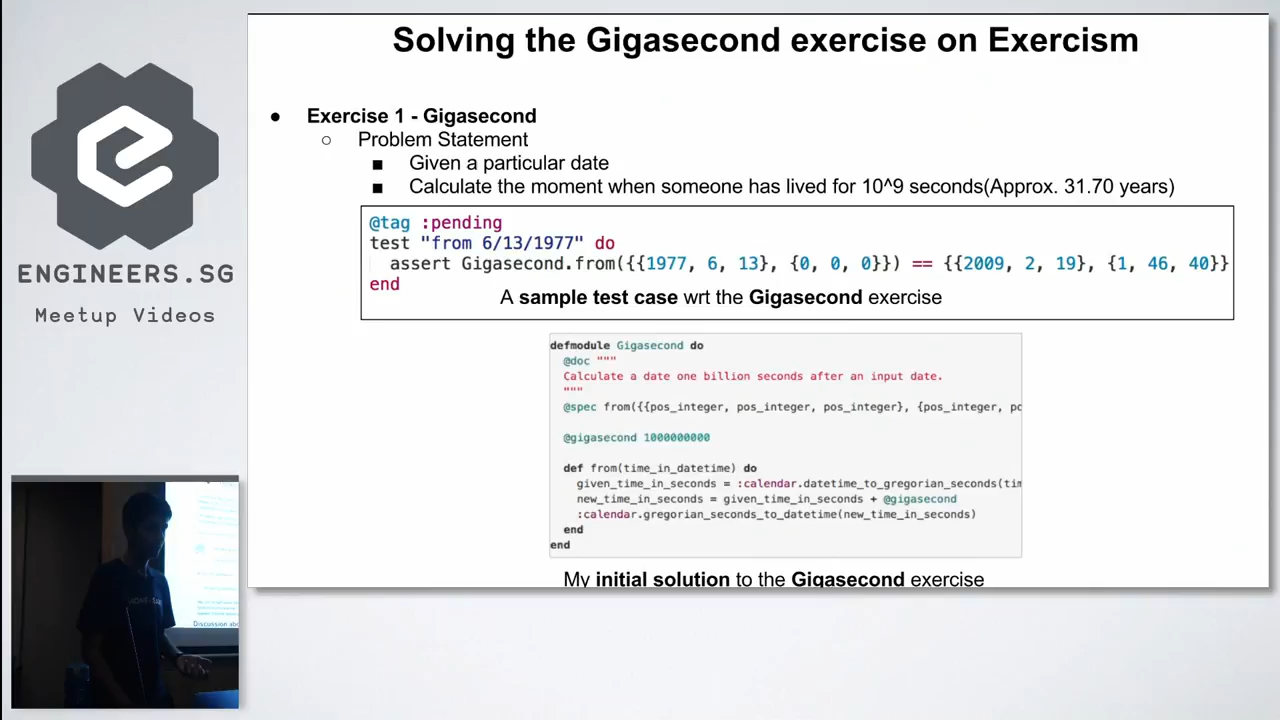 Solving the Gigasecond exercise on Exercism
● Exercise 1 - Gigasecond
○ Problem Statement
■ Given a particular date
■ Calculate the moment when someone has lived for 10^9 seconds(Approx. 31.70 years)
@tag :pending
test "from 6/13/1977" do
assert Gigasecond.from({{1977, 6, 13}, {0, 0, 0}}) == {{2009, 2, 19}, {1, 46, 40}}
end
A sample test case wrt the Gigasecond exercise
defmodule Gigasecond do
@doc """
Calculate a date one billion seconds after an input date.
"""
@spec from({{pos_integer, pos_integer, pos_integer}, {pos_integer, po
@gigasecond 1000000000
def from(time_in_datetime) do
given_time_in_seconds = :calendar.datetime_to_gregorian_seconds(tim
new_time_in_seconds = given_time_in_seconds + @gigasecond
:calendar.gregorian_seconds_to_datetime(new_time_in_seconds)
end
end
My initial solution to the Gigasecond exercise
ENGINEERS.SG
Meetup Videos
Discussion abo